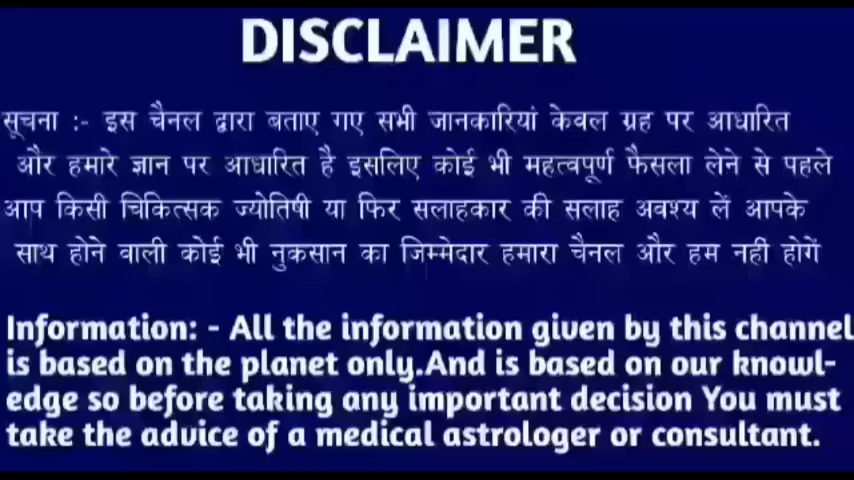 DISCLAIMER
सूचना :- इस चैनल द्वारा बताए गए सभी जानकारियां केवल ग्रह पर आधारित
और हमारे ज्ञान पर आधारित है इसलिए कोई भी महत्वपूर्ण फैसला लेने से पहले
आप किसी चिकित्सक ज्योतिषी या फिर सलाहकार की सलाह अवश्य लें आपके
साथ होने वाली कोई भी नुकसान का जिम्मेदार हमारा चैनल और हम नहीं होगें
Information: - All the information given by this channel
is based on the planet only.And is based on our knowl-
edge so before taking any important decision You must
take the advice of a medical astrologer or consultant.